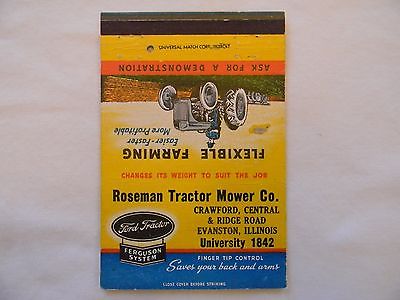 UNIVERSAL MATCH CORP., DETROIT
ASK FOR A DEMONSTRATION
Easier-Faster
More Profitable
FLEXIBLE FARMING
CHANGES ITS WEIGHT TO SUIT THE JOB
Roseman Tractor Mower Co.
CRAWFORD, CENTRAL
& RIDGE ROAD
EVANSTON, ILLINOIS
University 1842
Ford Tractor
FERGUSON
SYSTEM
FINGER TIP CONTROL
Saves your back and arms
CLOSE COVER BEFORE STRIKING